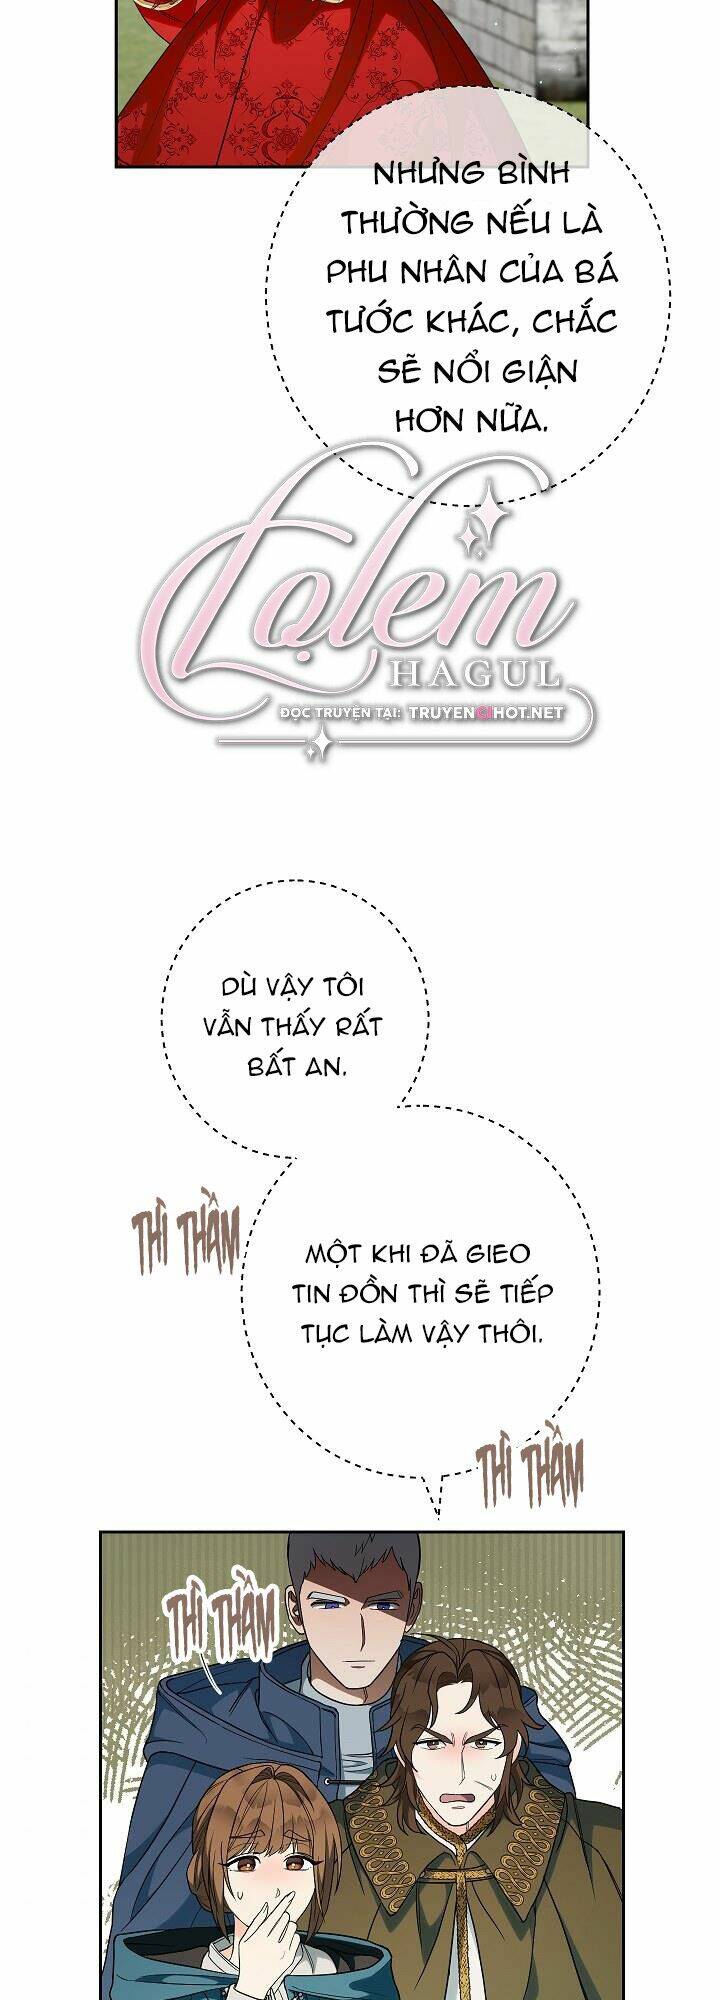 NHƯNG BÌNH
THƯỜNG NẾU LÀ
PHU NHÂN CỦA BÁ
TƯỚC KHÁC, CHẮC
SẼ NỔI GIẬN
HƠN NỮA.
Lọlem
HAGUL
ĐỌC TRUYỆN TẠI: TRUYENGIHOT.NET
DÙ VẬY TÔI
VẪN THẤY RẤT
BẤT AN.
THÌ THẦM
MỘT KHI ĐÃ GIEO
TIN ĐỒN THÌ SẼ TIẾP
TỤC LÀM VẬY THÔI.
THÌ THẦM
THÌ THẦM